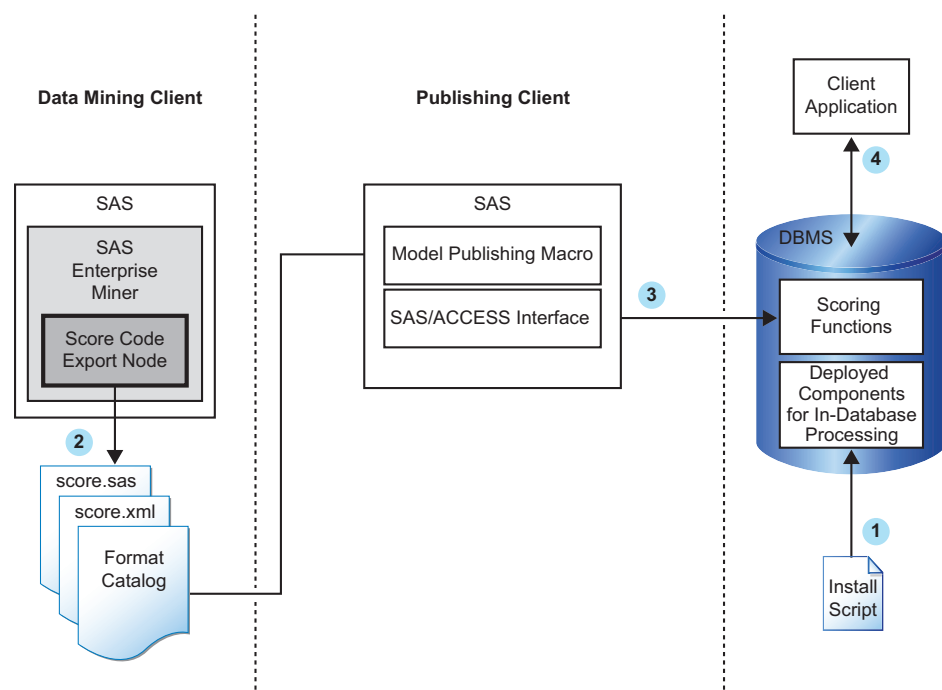 Data Mining Client
SAS
SAS
Enterprise
Miner
Score Code
Export Node
2
score.sas
score.xml
Format
Catalog
Publishing Client
SAS
Model Publishing Macro
SAS/ACCESS Interface
3
Client
Application
4
DBMS
Scoring
Functions
Deployed
Components
for In-Database
Processing
1
Install
Script